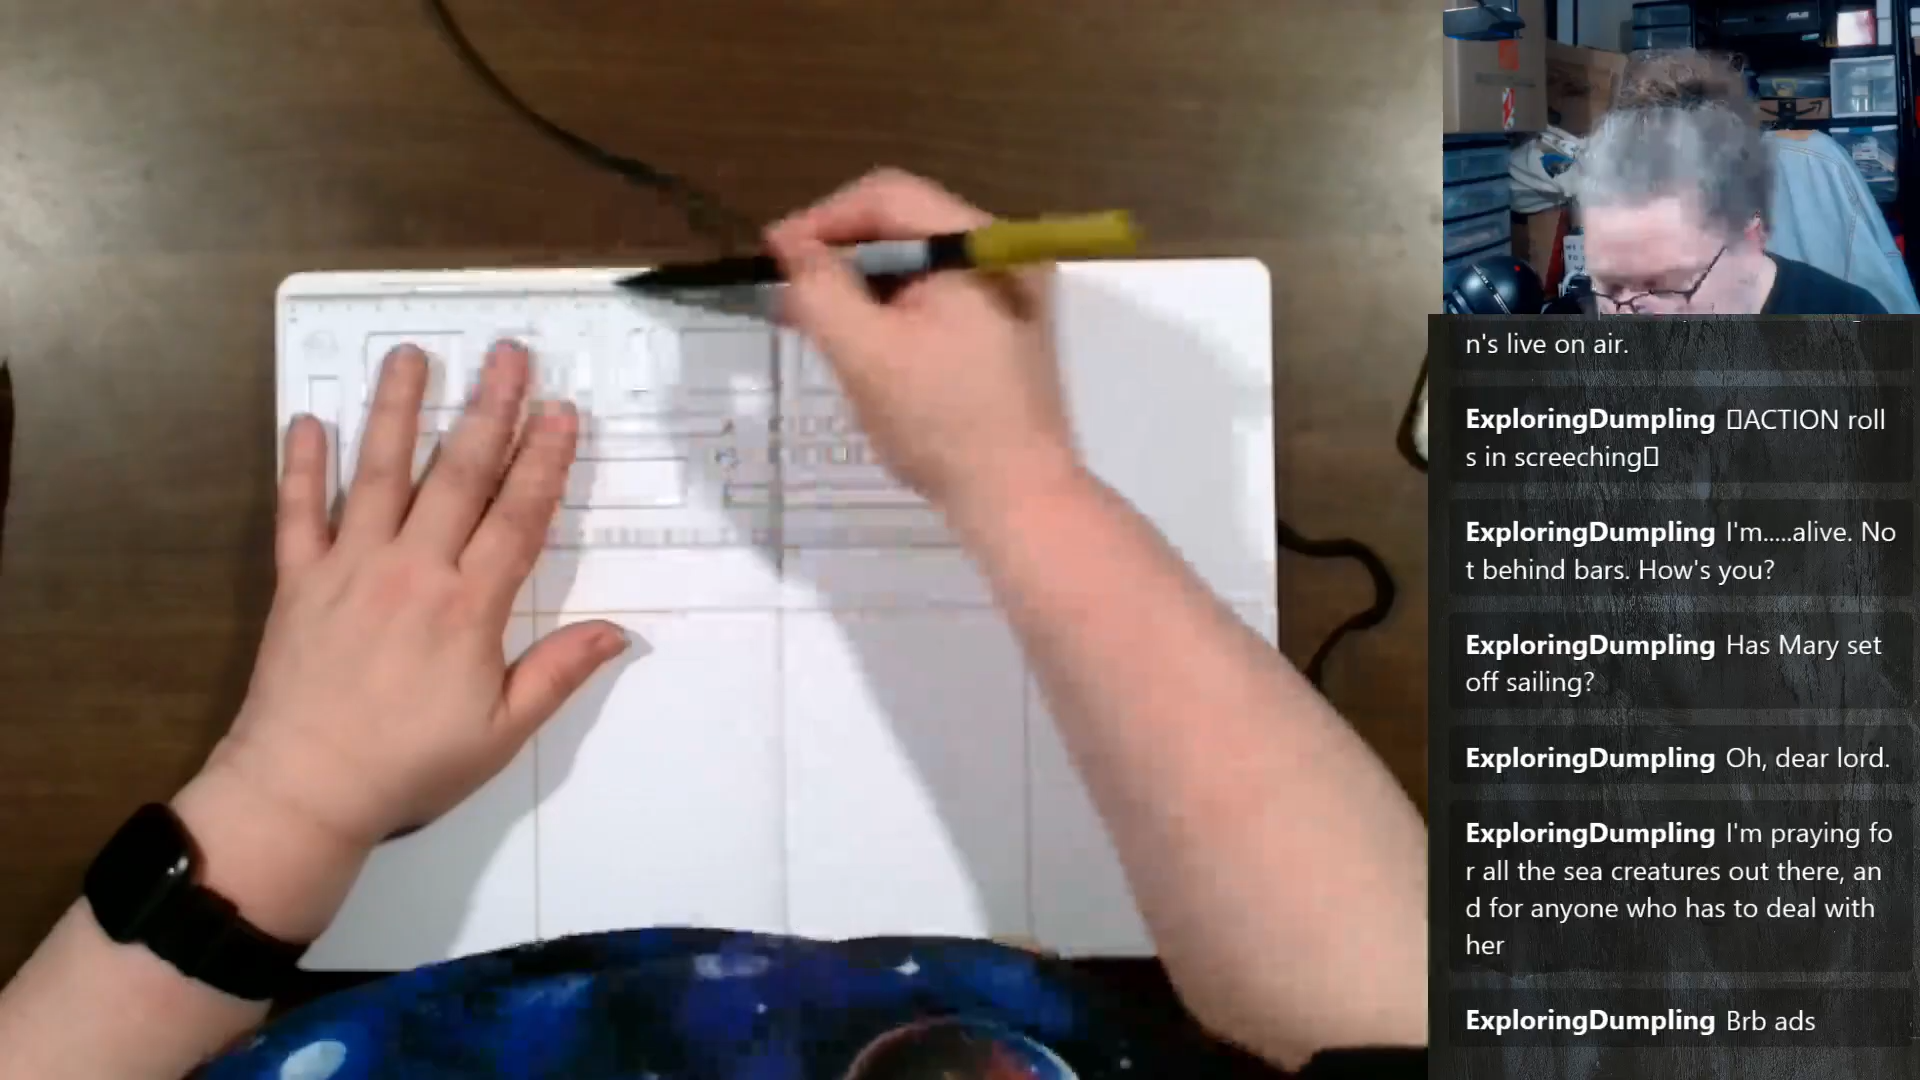 ASUS
n's live on air.
ExploringDumpling ▯ACTION roll
s in screeching▯
ExploringDumpling I'm.....alive. No
t behind bars. How's you?
ExploringDumpling Has Mary set
off sailing?
ExploringDumpling Oh, dear lord.
ExploringDumpling I'm praying fo
r all the sea creatures out there, an
d for anyone who has to deal with
her
ExploringDumpling Brb ads